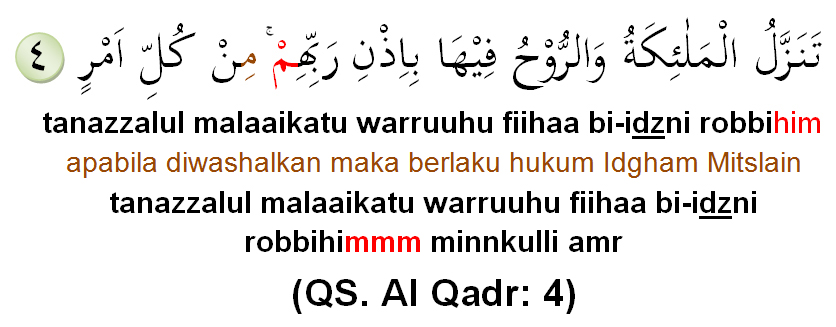 تَنَزَّلُ الْمَلٰۤئِكَةُ وَالرُّوْحُ فِيْهَا بِاِذْنِ رَبِّهِمْۚ مِنْ كُلِّ اَمْرٍ ٤
tanazzalul malaaikatu warruuhu fiihaa bi-idzni robbihim
apabila diwashalkan maka berlaku hukum Idgham Mitslain
tanazzalul malaaikatu warruuhu fiihaa bi-idzni
robbihimmm minnkulli amr
(QS. Al Qadr: 4)